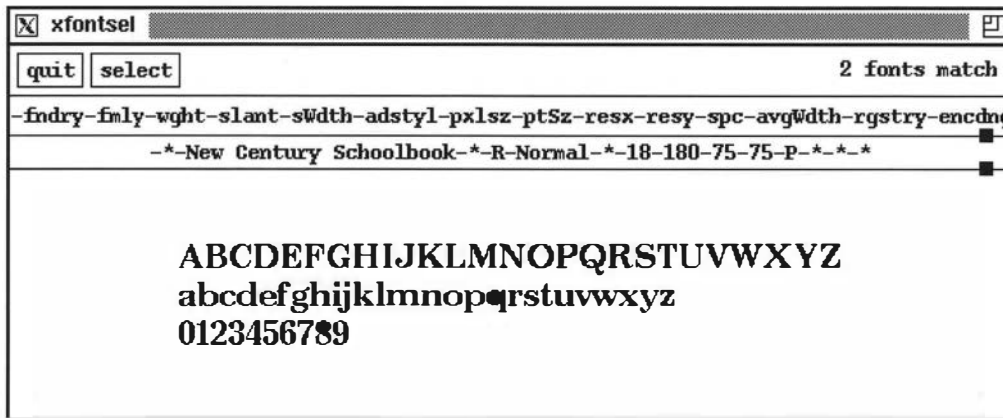 xfontsel
quit select 2 fonts match
-fndry-fmly-wght-slant-sWdth-adstyl-pxlsz-ptSz-resx-resy-spc-avgWdth-rgstry-encdng
-*-New Century Schoolbook-*-R-Normal-*-18-180-75-75-P-*-*-*
ABCDEFGHIJKLMNOPQRSTUVWXYZ
abcdefghijklmnopqrstuvwxyz
0123456789